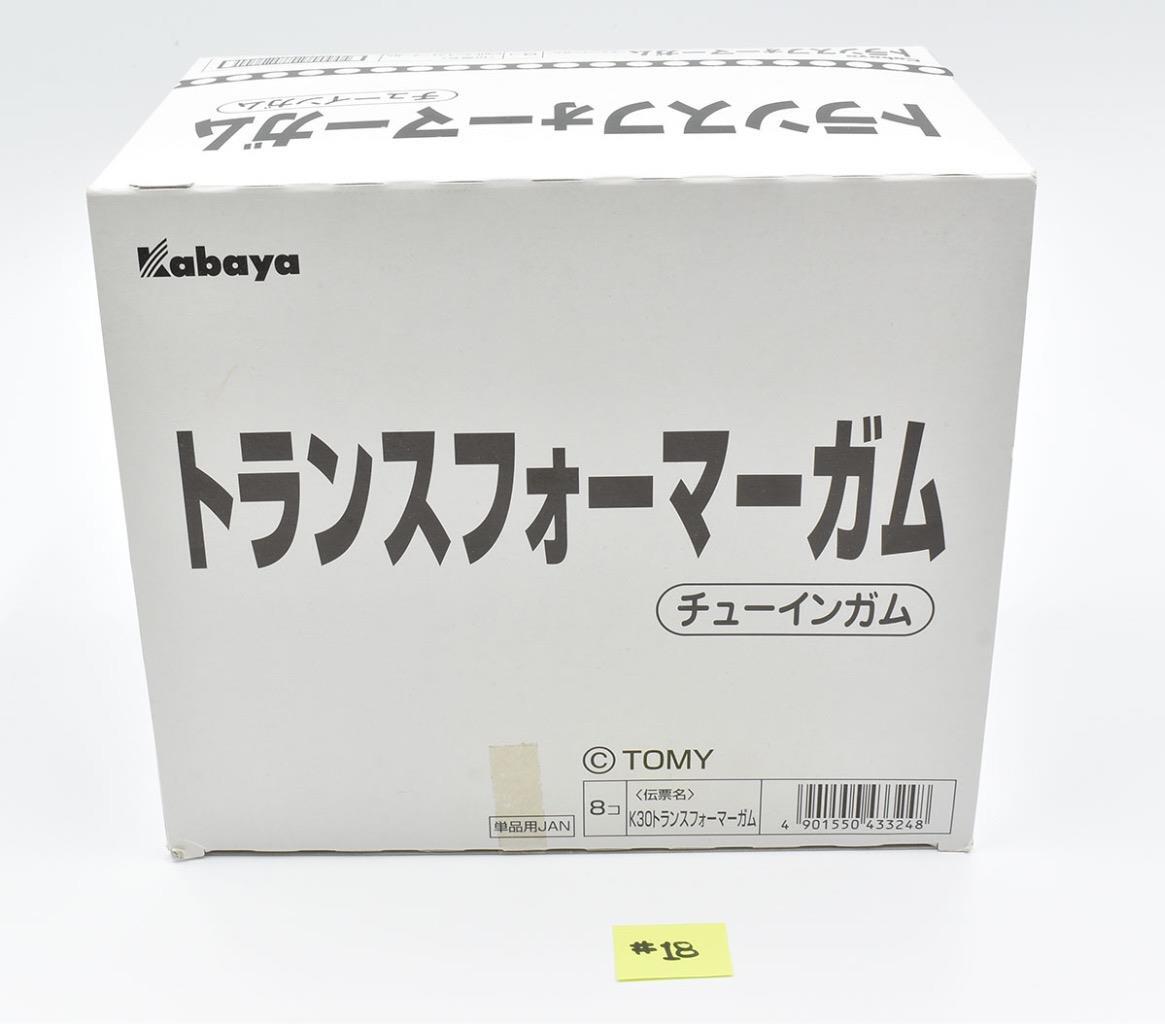 トランスフォーマーガム
チューインガム
Kabaya
トランスフォーマーガム
チューインガム
© TOMY
単品用JAN
8コ
〈伝票名〉
K30トランスフォーマーガム
4 901550 433248
#18